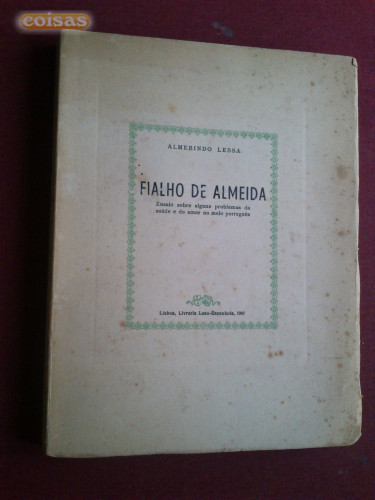 coisas
ALMERINDO LESSA
FIALHO DE ALMEIDA
Ensaio sobre alguns problemas da
saúde e do amor no meio português
Lisboa, Livraria Luso-Espanhola,